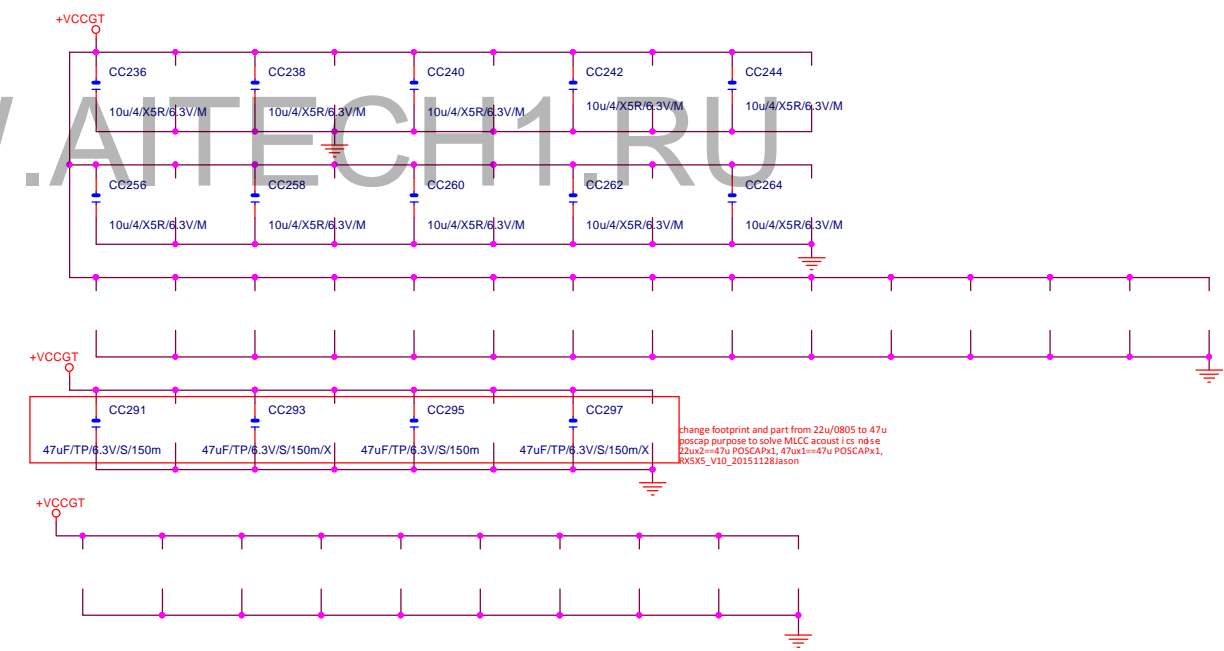 +VCCGT
CC236
CC238
CC240
CC242
CC244
10u/4/X5R/6.3V/M
10u/4/X5R/6.3V/M
10u/4/X5R/6.3V/M
10u/4/X5R/6.3V/M
10u/4/X5R/6.3V/M
.AITECH1.RU
CC256
CC258
CC260
CC262
CC264
10u/4/X5R/6.3V/M
10u/4/X5R/6.3V/M
10u/4/X5R/6.3V/M
10u/4/X5R/6.3V/M
10u/4/X5R/6.3V/M
+VCCGT
CC291
CC293
CC295
CC297
47uF/TP/6.3V/S/150m
47uF/TP/6.3V/S/150m/X
47uF/TP/6.3V/S/150m
47uF/TP/6.3V/S/150m/X
change footprint and part from 22u/0805 to 47u
poscap purpose to solve MLCC acoustics noise
22ux2==47u POSCAPx1, 47ux1==47u POSCAPx1,
RX5X5_V10_20151128Jason
+VCCGT